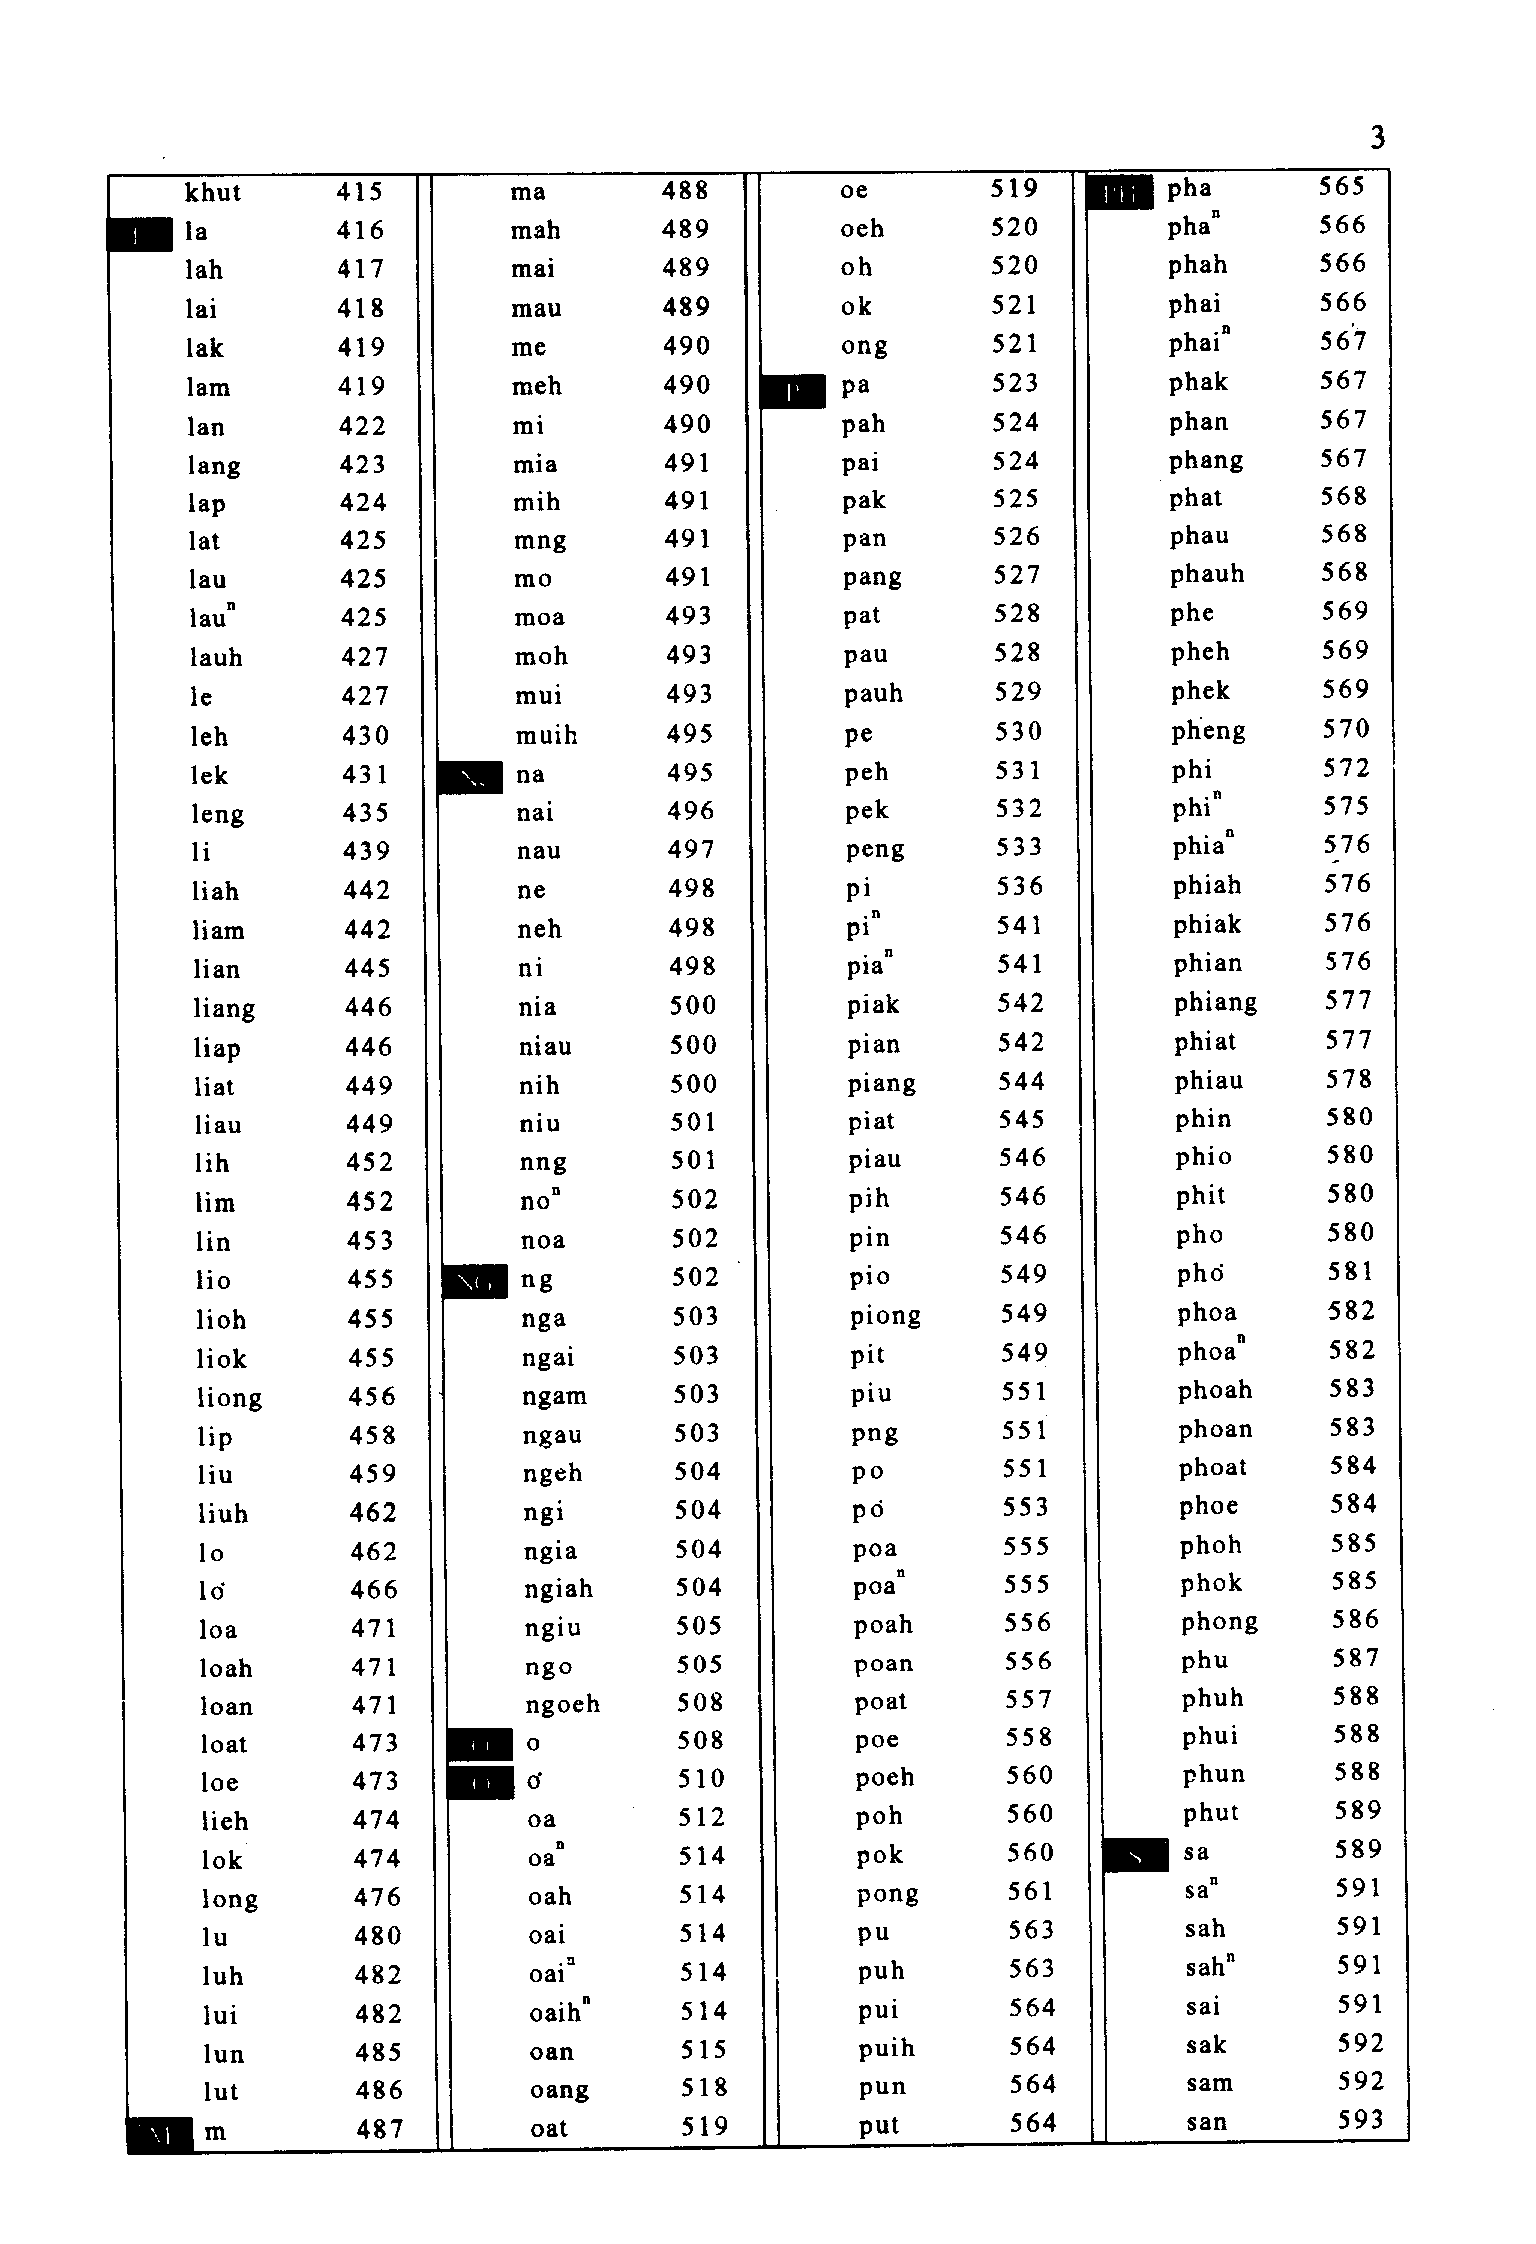 3
khut 415
L la 416
lah 417
lai 418
lak 419
lam 419
lan 422
lang 423
lap 424
lat 425
lau 425
lauⁿ 425
lauh 427
le 427
leh 430
lek 431
leng 435
li 439
liah 442
liam 442
lian 445
liang 446
liap 446
liat 449
liau 449
lih 452
lim 452
lin 453
lio 455
lioh 455
liok 455
liong 456
lip 458
liu 459
liuh 462
lo 462
lo͘ 466
loa 471
loah 471
loan 471
loat 473
loe 473
lieh 474
lok 474
long 476
lu 480
luh 482
lui 482
lun 485
lut 486
M m 487
ma 488
mah 489
mai 489
mau 489
me 490
meh 490
mi 490
mia 491
mih 491
mng 491
mo 491
moa 493
moh 493
mui 493
muih 495
N na 495
nai 496
nau 497
ne 498
neh 498
ni 498
nia 500
niau 500
nih 500
niu 501
nng 501
noⁿ 502
noa 502
NG ng 502
nga 503
ngai 503
ngam 503
ngau 503
ngeh 504
ngi 504
ngia 504
ngiah 504
ngiu 505
ngo 505
ngoeh 508
O o 508
O o͘ 510
oa 512
oaⁿ 514
oah 514
oai 514
oaiⁿ 514
oaihⁿ 514
oan 515
oang 518
oat 519
oe 519
oeh 520
oh 520
ok 521
ong 521
P pa 523
pah 524
pai 524
pak 525
pan 526
pang 527
pat 528
pau 528
pauh 529
pe 530
peh 531
pek 532
peng 533
pi 536
piⁿ 541
piaⁿ 541
piak 542
pian 542
piang 544
piat 545
piau 546
pih 546
pin 546
pio 549
piong 549
pit 549
piu 551
png 551
po 551
po͘ 553
poa 555
poaⁿ 555
poah 556
poan 556
poat 557
poe 558
poeh 560
poh 560
pok 560
pong 561
pu 563
puh 563
pui 564
puih 564
pun 564
put 564
PH pha 565
phaⁿ 566
phah 566
phai 566
phaiⁿ 567
phak 567
phan 567
phang 567
phat 568
phau 568
phauh 568
phe 569
pheh 569
phek 569
pheng 570
phi 572
phiⁿ 575
phiaⁿ 576
phiah 576
phiak 576
phian 576
phiang 577
phiat 577
phiau 578
phin 580
phio 580
phit 580
pho 580
pho͘ 581
phoa 582
phoaⁿ 582
phoah 583
phoan 583
phoat 584
phoe 584
phoh 585
phok 585
phong 586
phu 587
phuh 588
phui 588
phun 588
phut 589
S sa 589
saⁿ 591
sah 591
sahⁿ 591
sai 591
sak 592
sam 592
san 593